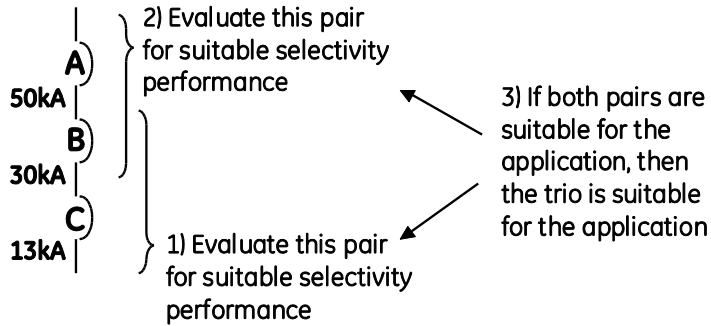 A
50kA
B
30kA
C
13kA
2) Evaluate this pair
for suitable selectivity
performance
1) Evaluate this pair
for suitable selectivity
performance
3) If both pairs are
suitable for the
application, then
the trio is suitable
for the application